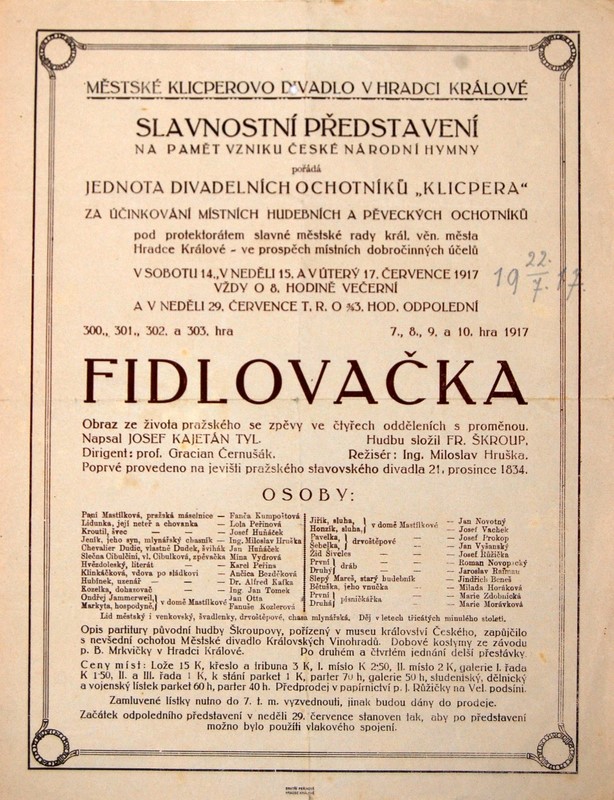 MĚSTSKÉ KLICPEROVO DIVADLO V HRADCI KRÁLOVÉ
SLAVNOSTNÍ PŘEDSTAVENÍ
NA PAMĚT VZNIKU ČESKÉ NÁRODNÍ HYMNY
pořádá
JEDNOTA DIVADELNÍCH OCHOTNÍKŮ „KLICPERA“
ZA ÚČINKOVÁNÍ MÍSTNÍCH HUDEBNÍCH A PĚVECKÝCH OCHOTNÍKŮ
pod protektorátem slavné městské rady král. věn. města
Hradce Králové - ve prospěch místních dobročinných účelů
V SOBOTU 14., V NEDĚLI 15. A V ÚTERÝ 17. ČERVENCE 1917
VŽDY O 8. HODINĚ VEČERNÍ
19 22./7. 17.
A V NEDĚLI 29. ČERVENCE T. R. O ¾3. HOD. ODPOLEDNÍ
300., 301., 302. a 303. hra 7., 8., 9. a 10. hra 1917
FIDLOVAČKA
Obraz ze života pražského se zpěvy ve čtyřech odděleních s proměnou.
Napsal JOSEF KAJETÁN TYL. Hudbu složil FR. ŠKROUP.
Dirigent: prof. Gracian Černušák. Režisér: Ing. Miloslav Hruška.
Poprvé provedeno na jevišti pražského stavovského divadla 21. prosince 1834.
OSOBY:
Paní Mastílková, pražská máselnice — Fanča Kumpoštová
Lidunka, její neteř a chovanka — Lola Peřinová
Kroutil, švec — — Josef Huňáček
Jeník, jeho syn, mlynářský chasník — Ing. Miloslav Hruška
Chevalier Dudic, vlastně Dudek, švihák Jan Huňáček
Slečna Cibulčini, vl. Cibulková, zpěvačka Mina Vydrová
Hvězdoleský, literát — — Karel Peřina
Klinkáčková, vdova po sládkovi — Ančica Bezděková
Hubínek, uzenář — — Dr. Alfred Kafka
Kozelka, dohazovač — — Ing. Jan Tomek
Ondřej Jammerweil, } v domě Mastílkové Jan Otta
Markyta, hospodyně, } Fanuše Kozlerová
Jiřík, sluha, } v domě Mastílkové — Jan Novotný
Honzík, sluha, } — Josef Vachek
Pavelka, } drvoštěpové — — Josef Prokop
Šebelka, } — Jan Vyšanský
Žid Šiveles — — — Josef Růžička
První } dráb — — — Roman Novopacký
Druhý } — Jaroslav Rejman
Slepý Mareš, starý hudebník — Jindřich Beneš
Bětuška, jeho vnučka — — Milada Horáková
První } písničkářka — — Marie Zdobnická
Druhá } — Marie Morávková
Lid městský i venkovský, švadlenky, drvoštěpové, chasa mlynářská. Děj v letech třicátých minulého století.
Opis partitury původní hudby Škroupovy, pořízený v museu království Českého, zapůjčilo
s nevšední ochotou Městské divadlo Královských Vinohradů. Dobové kostymy ze závodu
p. B. Mrkvičky v Hradci Králové. Po druhém a čtvrtém jednání delší přestávky.
Ceny míst: Lože 15 K, křeslo a tribuna 3 K, I. místo K 2·50, II. místo 2 K, galerie I. řada
K 1·50, II. a III. řada 1 K, k stání parket 1 K, parter 70 h, galerie 50 h, studentský, dělnický
a vojenský lístek parket 60 h, parter 40 h. Předprodej v papírnictví p. J. Růžičky na Vel. podsíni.
Zamluvené lístky nutno do 7. t. m. vyzvednouti, jinak budou dány do prodeje.
Začátek odpoledního představení v neděli 29. července stanoven tak, aby po představení
možno bylo použíti vlakového spojení.